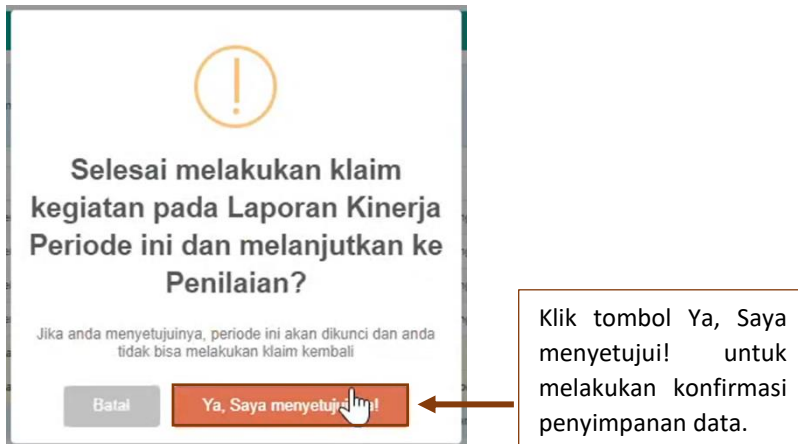 Selesai melakukan klaim
kegiatan pada Laporan Kinerja
Periode ini dan melanjutkan ke
Penilaian?
Jika anda menyetujuinya, periode ini akan dikunci dan anda
tidak bisa melakukan klaim kembali
Batal
Ya, Saya
Klik tombol Ya, Saya
menyetujui! untuk
melakukan konfirmasi
penyimpanan data.